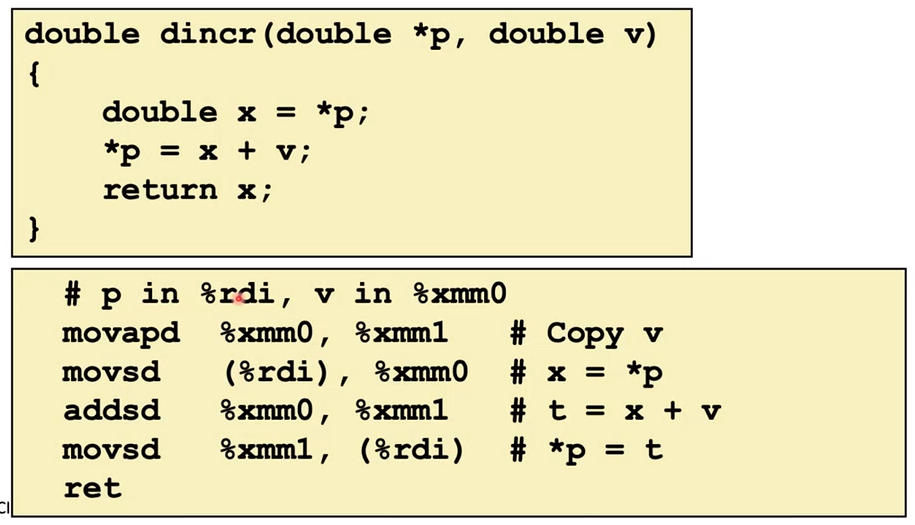 double dincr(double *p, double v)
{
    double x = *p;
    *p = x + v;
    return x;
}
# p in %rdi, v in %xmm0
movapd %xmm0, %xmm1 # Copy v
movsd (%rdi), %xmm0 # x = *p
addsd %xmm0, %xmm1 # t = x + v
movsd %xmm1, (%rdi) # *p = t
ret